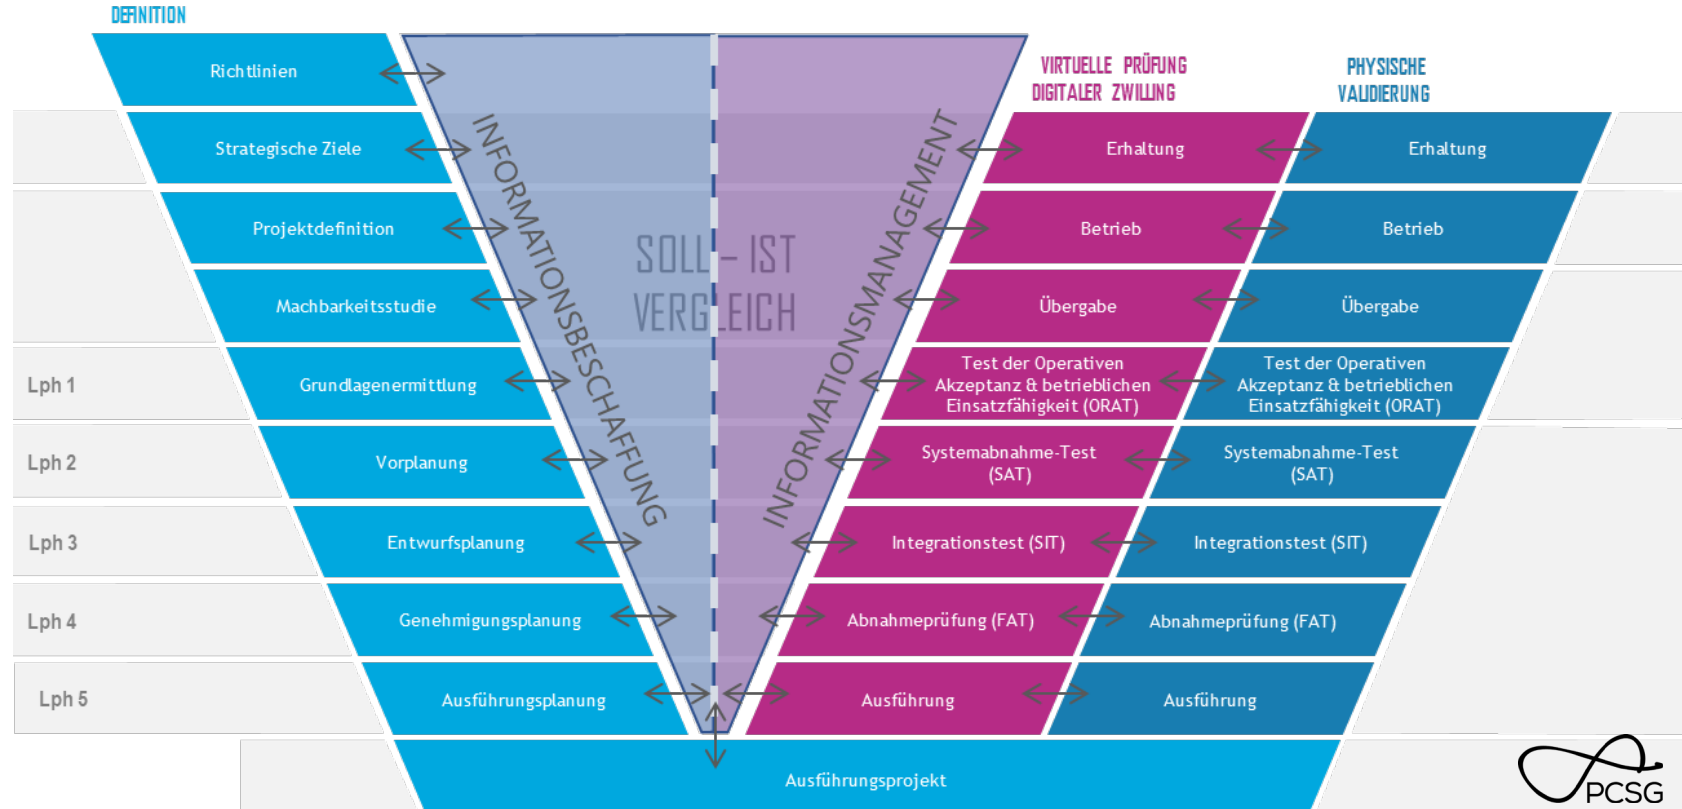 DEFINITION
VIRTUELLE PRÜFUNG
DIGITALER ZWILLING
PHYSISCHE
VALIDIERUNG
Richtlinien
Strategische Ziele
Erhaltung
Erhaltung
Projektdefinition
Betrieb
Betrieb
SOLL – IST
VERGLEICH
INFORMATIONSBESCHAFFUNG
INFORMATIONSMANAGEMENT
Machbarkeitsstudie
Übergabe
Übergabe
Lph 1
Grundlagenermittlung
Test der Operativen
Akzeptanz & betrieblichen
Einsatzfähigkeit (ORAT)
Test der Operativen
Akzeptanz & betrieblichen
Einsatzfähigkeit (ORAT)
Lph 2
Vorplanung
Systemabnahme-Test
(SAT)
Systemabnahme-Test
(SAT)
Lph 3
Entwurfsplanung
Integrationstest (SIT)
Integrationstest (SIT)
Lph 4
Genehmigungsplanung
Abnahmeprüfung (FAT)
Abnahmeprüfung (FAT)
Lph 5
Ausführungsplanung
Ausführung
Ausführung
Ausführungsprojekt
PCSG